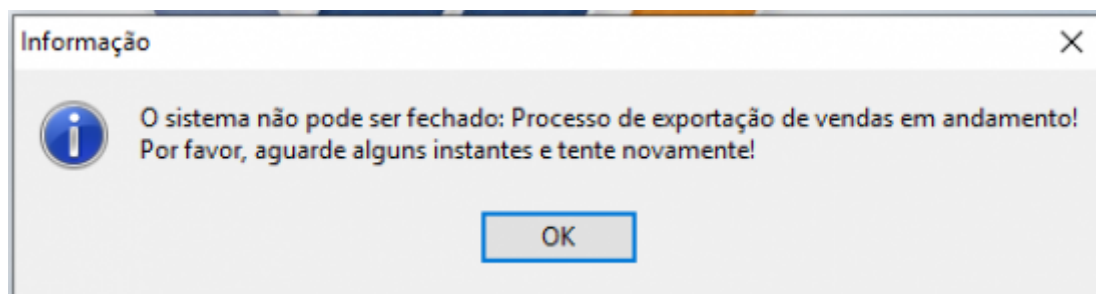 Informação
O sistema não pode ser fechado: Processo de exportação de vendas em andamento!
Por favor, aguarde alguns instantes e tente novamente!
OK